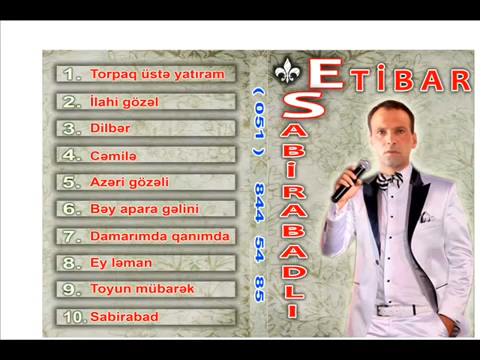 1. Torpaq üstə yatıram
2. İlahi gözəl
3. Dilbər
4. Cəmilə
5. Azəri gözəli
6. Bəy apara gəlini
7. Damarımda qanımda
8. Ey ləman
9. Toyun mübarək
10. Sabirabad
( 051 ) 844 54 85
ETİBAR
SABİRABADLI